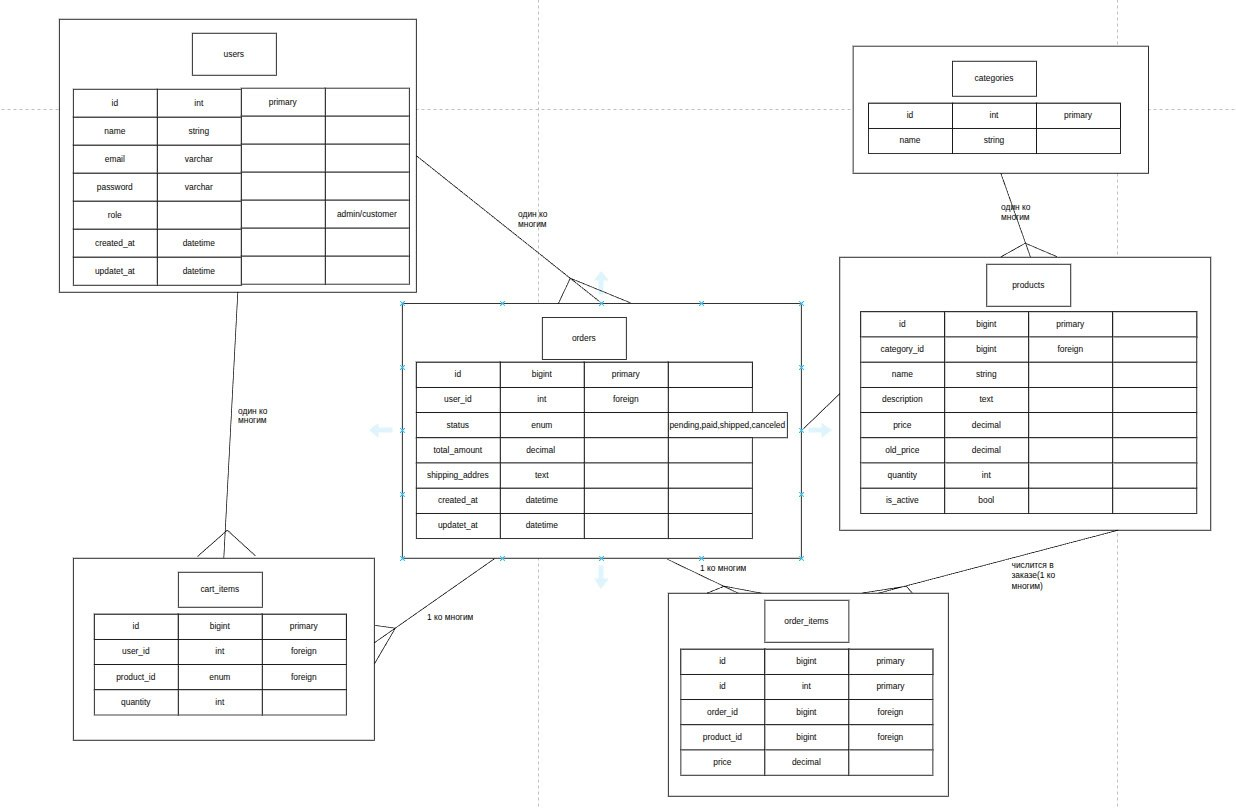 users
id int primary
name string
email varchar
password varchar
role admin/customer
created_at datetime
updatet_at datetime
categories
id int primary
name string
один ко
многим
один ко
многим
products
id bigint primary
category_id bigint foreign
name string
description text
price decimal
old_price decimal
quantity int
is_active bool
orders
id bigint primary
user_id int foreign
status enum pending,paid,shipped,canceled
total_amount decimal
shipping_addres text
created_at datetime
updatet_at datetime
один ко
многим
1 ко многим
1 ко многим
числится в
заказе(1 ко
многим)
cart_items
id bigint primary
user_id int foreign
product_id enum foreign
quantity int
order_items
id bigint primary
id int primary
order_id bigint foreign
product_id bigint foreign
price decimal